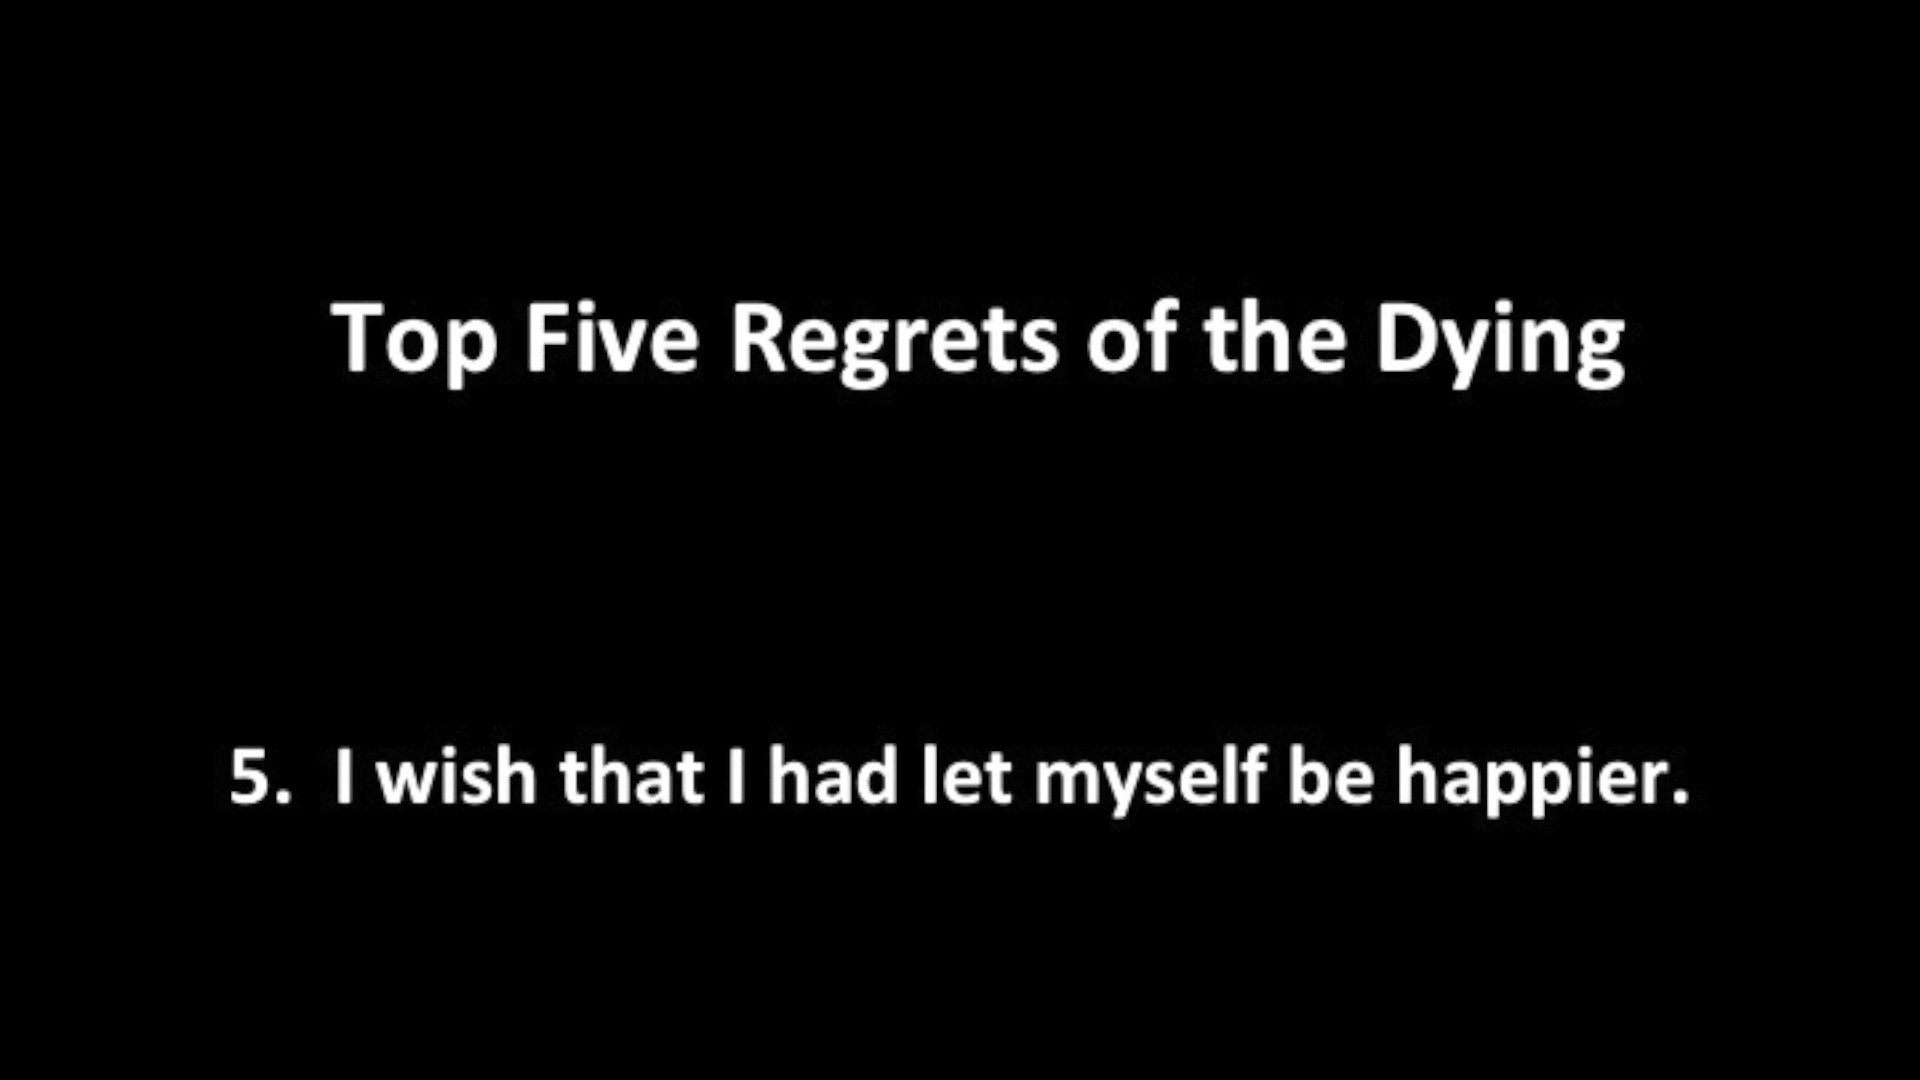 Top Five Regrets of the Dying
5. I wish that I had let myself be happier.